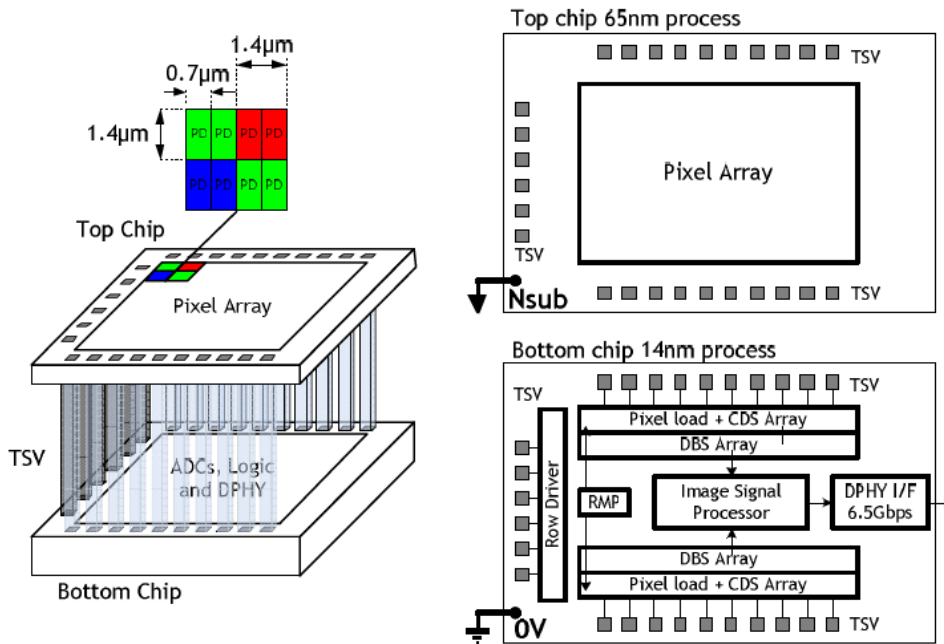 1.4μm
0.7μm
1.4μm
PD PD PD PD
PD PD PD PD
Top Chip
Pixel Array
TSV
ADCs, Logic
and DPHY
Bottom Chip
Top chip 65nm process
TSV
Pixel Array
TSV
Nsub
TSV
Bottom chip 14nm process
TSV
TSV
Pixel load + CDS Array
DBS Array
Row Driver
RMP
Image Signal
Processor
DPHY I/F
6.5Gbps
DBS Array
Pixel load + CDS Array
0V
TSV